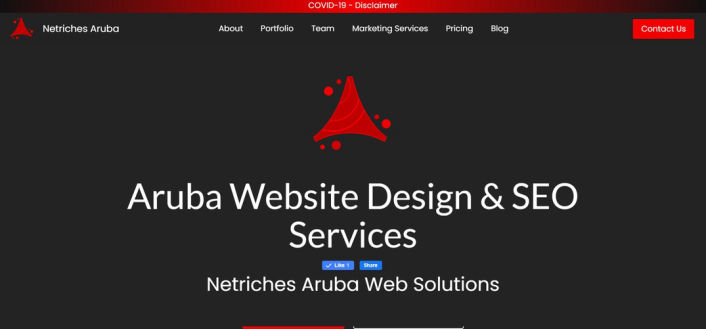 COVID-19 - Disclaimer
Netriches Aruba
About Portfolio Team Marketing Services Pricing Blog
Contact Us
Aruba Website Design & SEO
Services
Like 1 Share
Netriches Aruba Web Solutions